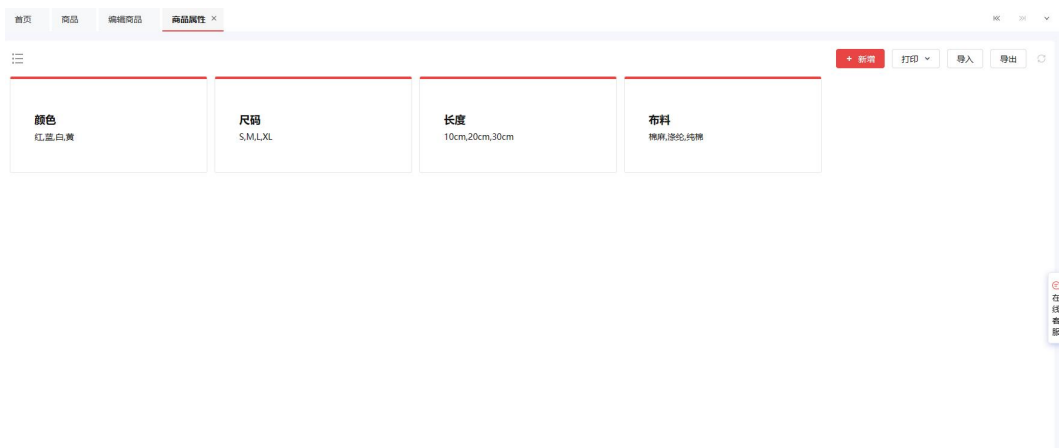 首页 商品 编辑商品 商品属性 ×
+ 新增 打印 导入 导出
颜色 尺码 长度 布料
红,蓝,白,黄 S,M,L,XL 10cm,20cm,30cm 棉麻,涤纶,纯棉
在
线
客
服